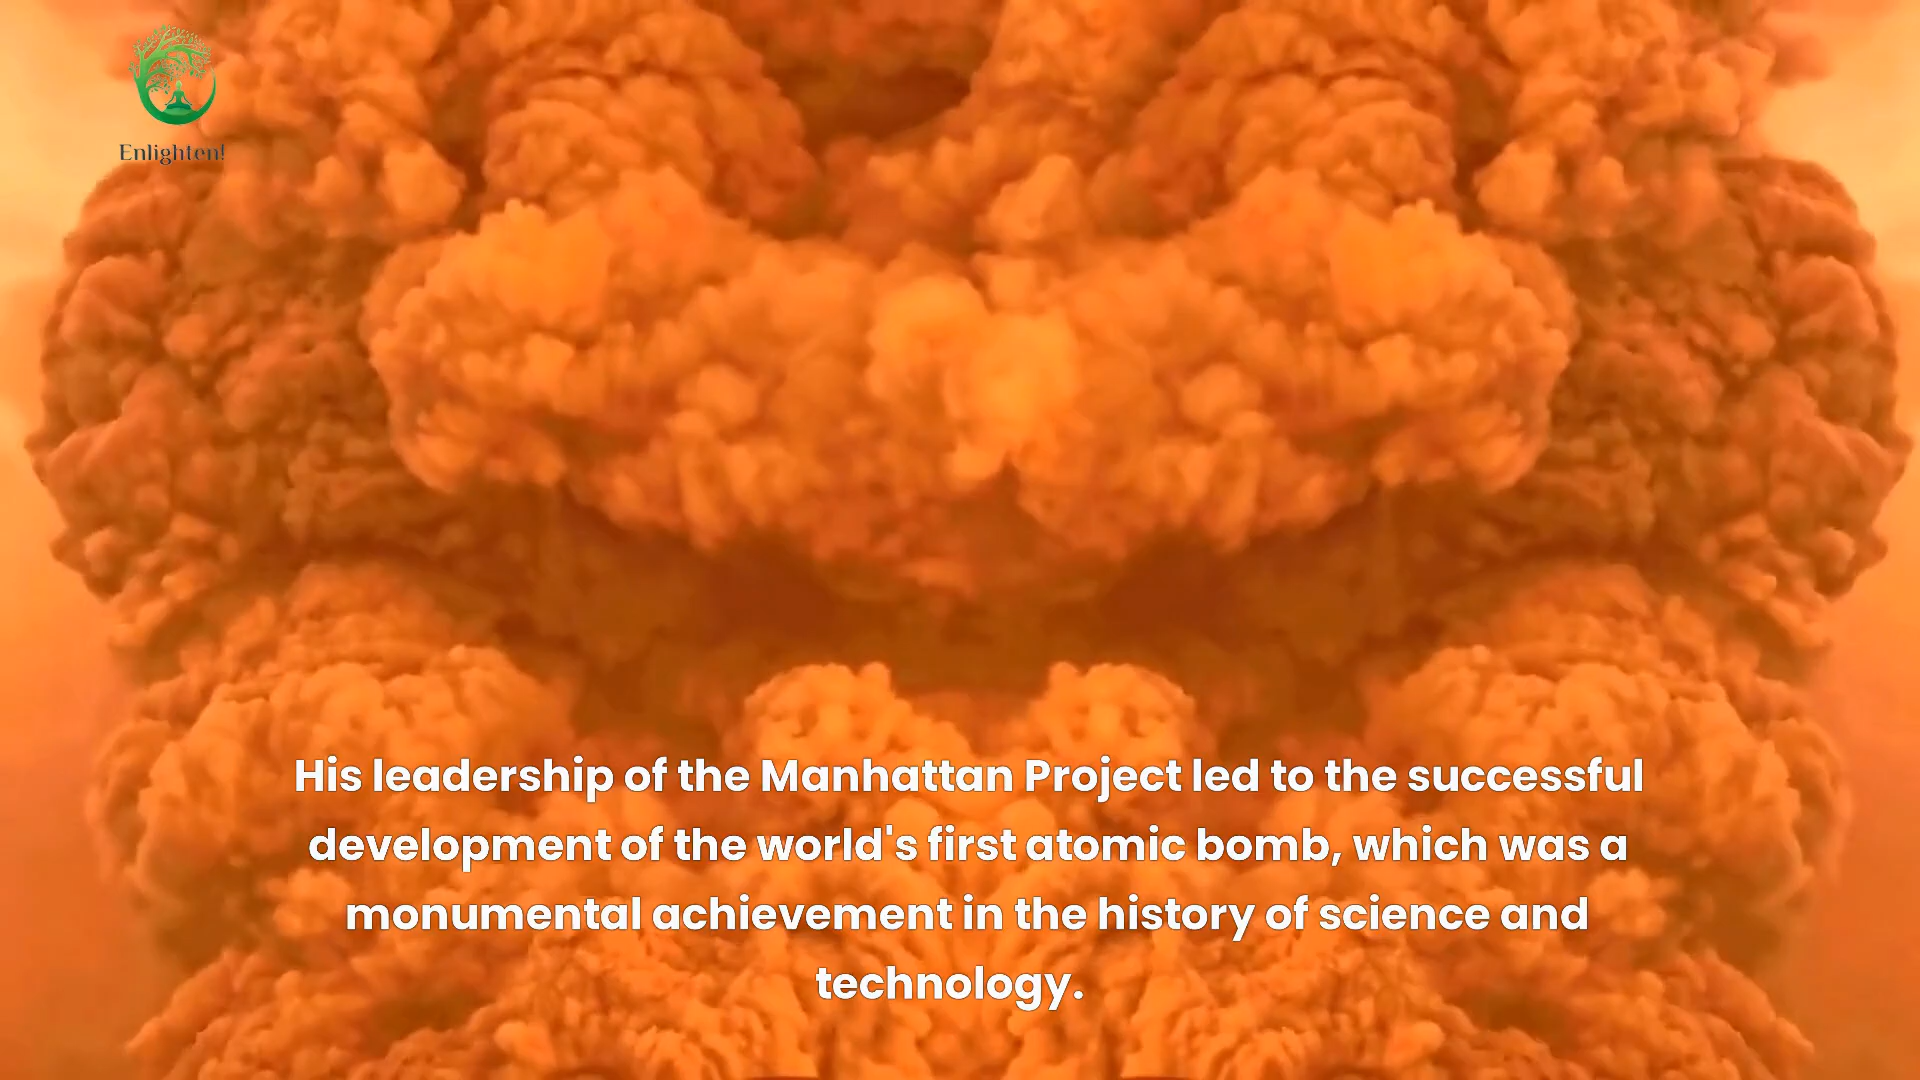 Enlighten!
His leadership of the Manhattan Project led to the successful
development of the world's first atomic bomb, which was a
monumental achievement in the history of science and
technology.